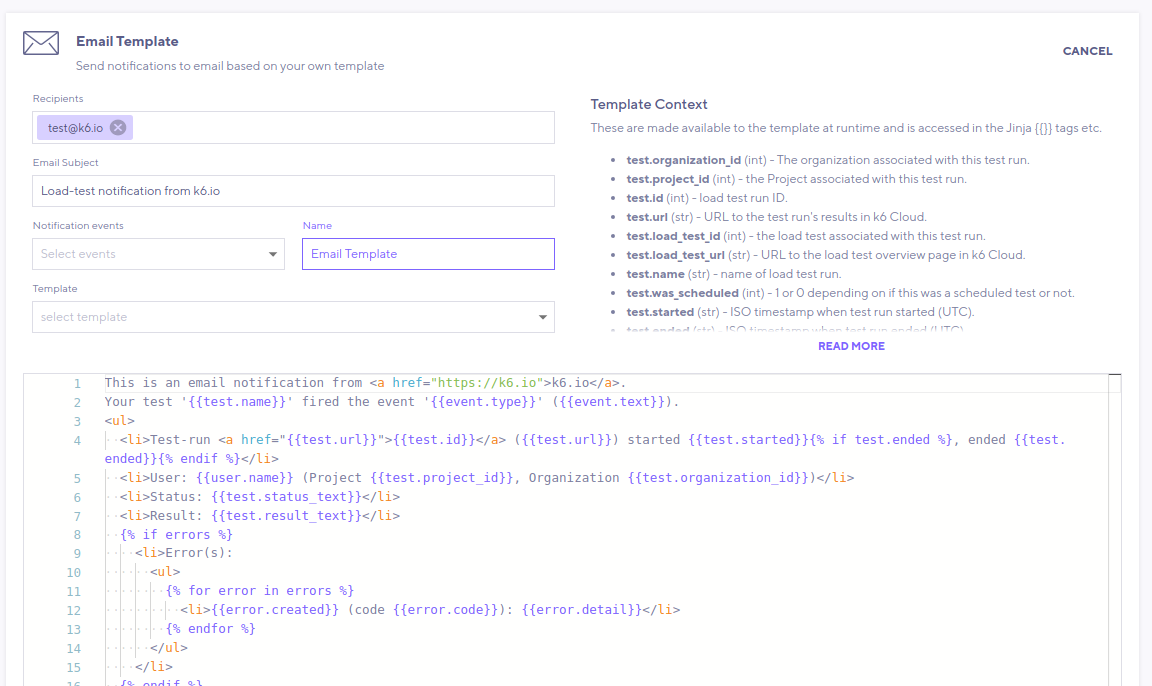 Email Template
Send notifications to email based on your own template
CANCEL
Recipients
test@k6.io
Email Subject
Load-test notification from k6.io
Notification events
Select events
Name
Email Template
Template
select template
Template Context
These are made available to the template at runtime and is accessed in the Jinja {{}} tags etc.
• test.organization_id (int) - The organization associated with this test run.
• test.project_id (int) - the Project associated with this test run.
• test.id (int) - load test run ID.
• test.url (str) - URL to the test run's results in k6 Cloud.
• test.load_test_id (int) - the load test associated with this test run.
• test.load_test_url (str) - URL to the load test overview page in k6 Cloud.
• test.name (str) - name of load test run.
• test.was_scheduled (int) - 1 or 0 depending on if this was a scheduled test or not.
• test.started (str) - ISO timestamp when test run started (UTC).
• test.ended (str) - ISO timestamp when test run ended (UTC)
READ MORE
1 This is an email notification from <a href="https://k6.io">k6.io</a>.
2 Your test '{{test.name}}' fired the event '{{event.type}}' ({{event.text}}).
3 <ul>
4 <li>Test-run <a href="{{test.url}}">{{test.id}}</a> ({{test.url}}) started {{test.started}}{% if test.ended %}, ended {{test.
ended}}{% endif %}</li>
5 <li>User: {{user.name}} (Project {{test.project_id}}, Organization {{test.organization_id}})</li>
6 <li>Status: {{test.status_text}}</li>
7 <li>Result: {{test.result_text}}</li>
8 {% if errors %}
9 <li>Error(s):
10 <ul>
11 {% for error in errors %}
12 <li>{{error.created}} (code {{error.code}}): {{error.detail}}</li>
13 {% endfor %}
14 </ul>
15 </li>
16 {% endif %}